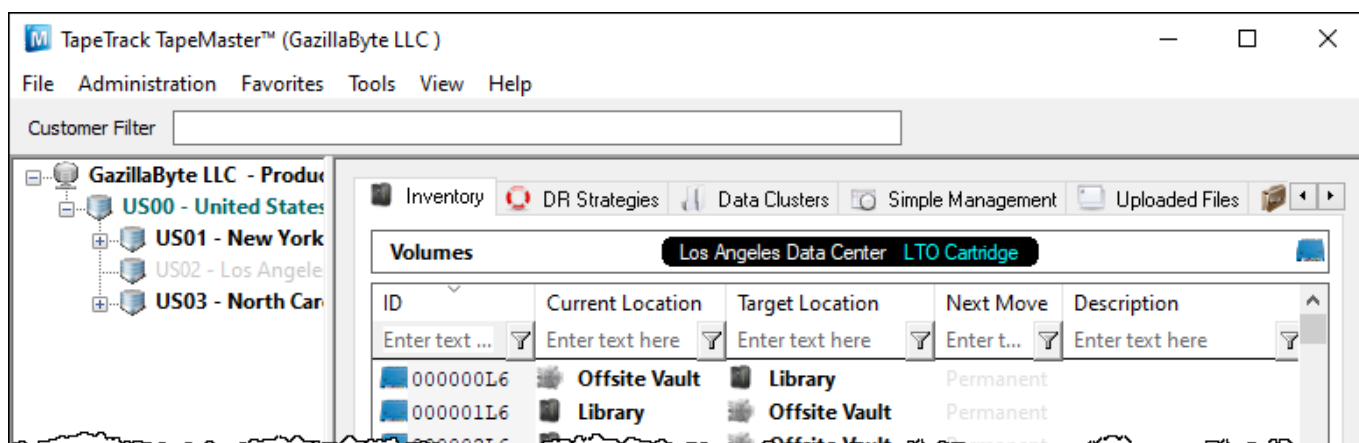 TapeTrack TapeMaster™ (GazillaByte LLC )
File Administration Favorites Tools View Help
Customer Filter
GazillaByte LLC - Produc
US00 - United States
US01 - New York
US02 - Los Angele
US03 - North Car
Inventory DR Strategies Data Clusters Simple Management Uploaded Files
Volumes Los Angeles Data Center LTO Cartridge
ID Current Location Target Location Next Move Description
Enter text ... Enter text here Enter text here Enter t... Enter text here
000000L6 Offsite Vault Library Permanent
000001L6 Library Offsite Vault Permanent
Offsite Vault